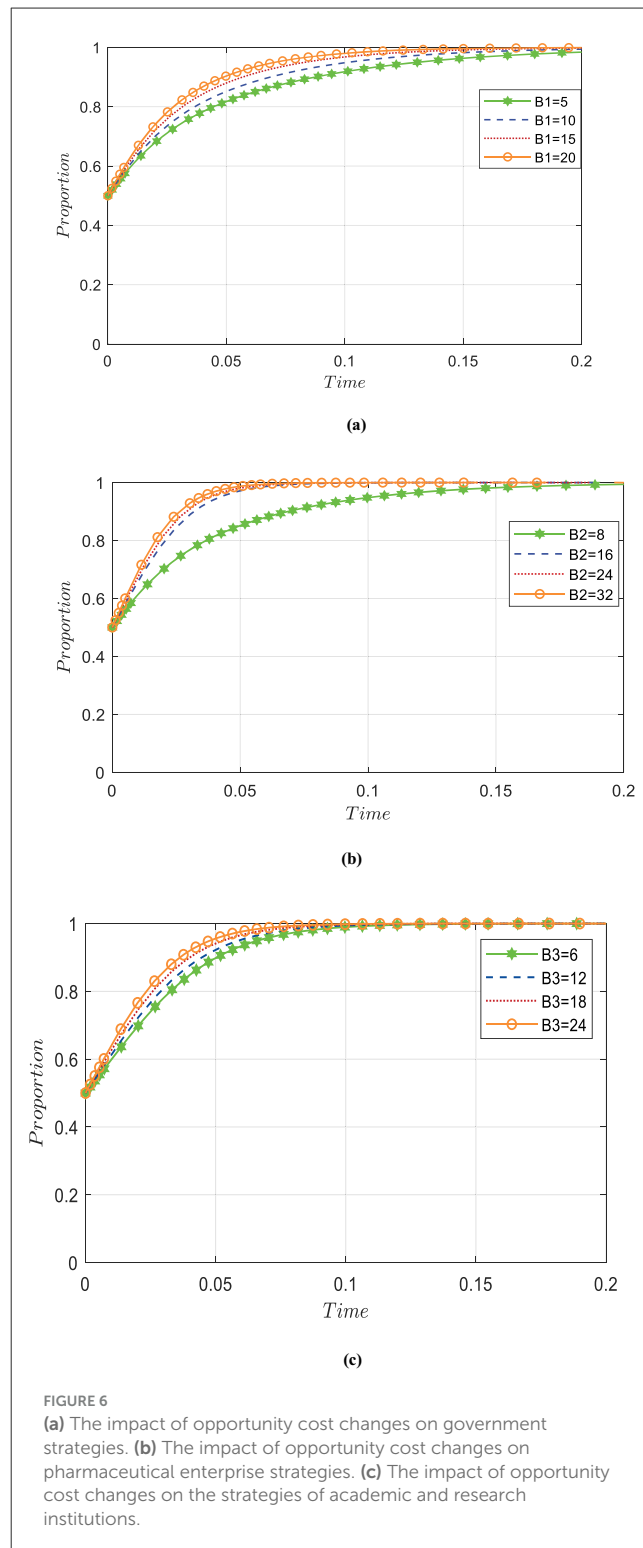 1
0.8
0.6
0.4
0.2
0
Proportion
B1=5
B1=10
B1=15
B1=20
0
0.05
0.1
0.15
0.2
Time
(a)
1
0.8
0.6
0.4
0.2
0
Proportion
B2=8
B2=16
B2=24
B2=32
0
0.05
0.1
0.15
0.2
Time
(b)
1
0.8
0.6
0.4
0.2
0
Proportion
B3=6
B3=12
B3=18
B3=24
0
0.05
0.1
0.15
0.2
Time
(c)
FIGURE 6
(a) The impact of opportunity cost changes on government
strategies. (b) The impact of opportunity cost changes on
pharmaceutical enterprise strategies. (c) The impact of opportunity
cost changes on the strategies of academic and research
institutions.